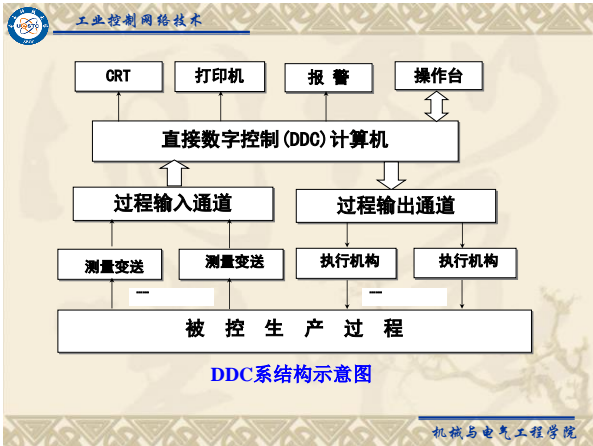 工业控制网络技术
CRT
打印机
报 警
操作台
直接数字控制(DDC)计算机
过程输入通道
过程输出通道
测量变送
测量变送
执行机构
执行机构
┅┅
┅┅
被 控 生 产 过 程
DDC系结构示意图
机械与电气工程学院